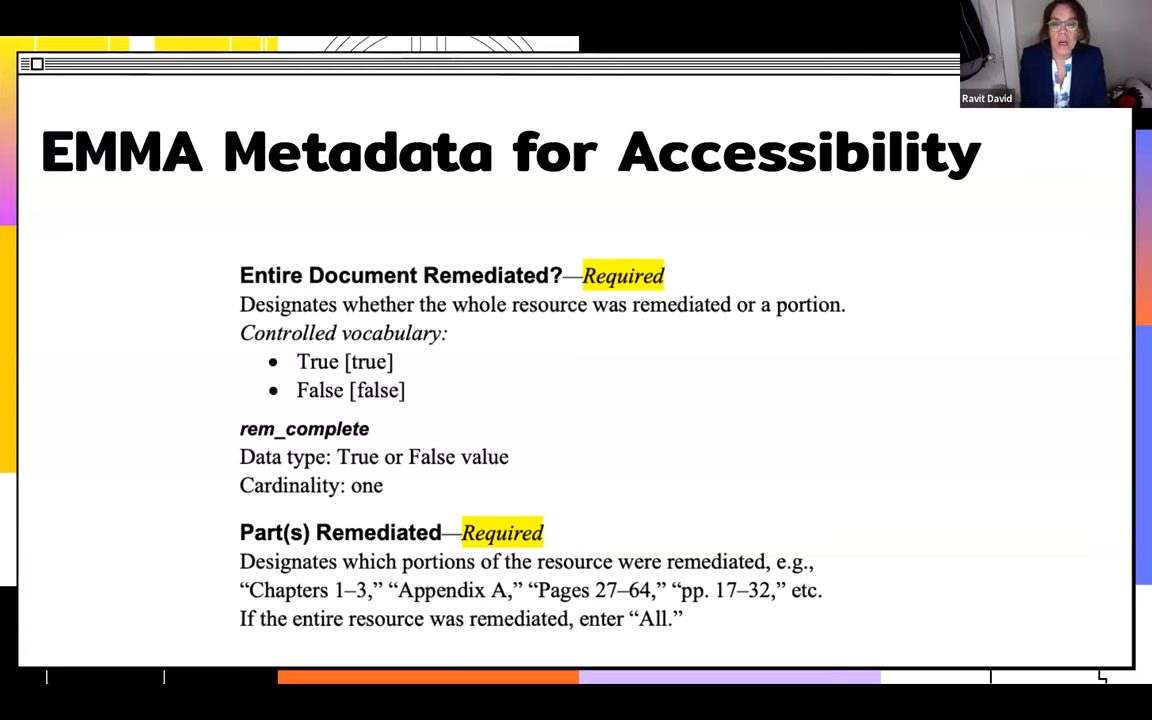 Ravit David
EMMA Metadata for Accessibility
Entire Document Remediated?—Required
Designates whether the whole resource was remediated or a portion.
Controlled vocabulary:
• True [true]
• False [false]
rem_complete
Data type: True or False value
Cardinality: one
Part(s) Remediated—Required
Designates which portions of the resource were remediated, e.g.,
“Chapters 1–3,” “Appendix A,” “Pages 27–64,” “pp. 17–32,” etc.
If the entire resource was remediated, enter “All.”